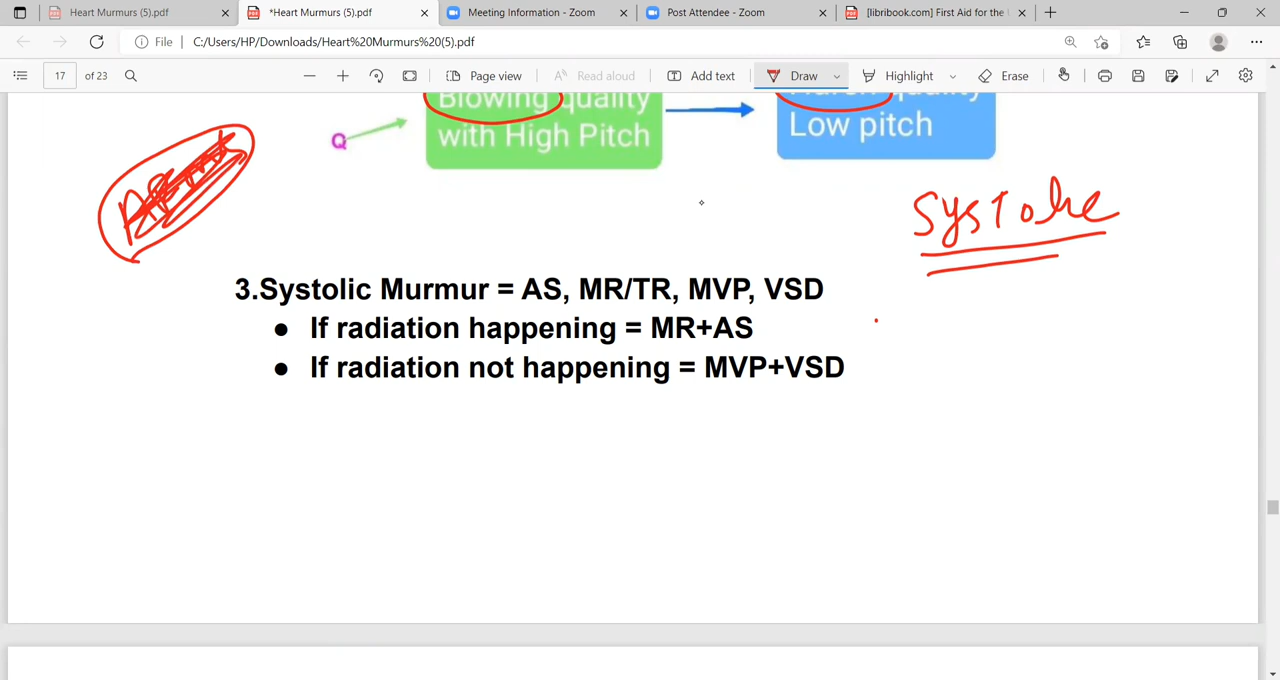 Heart Murmurs (5).pdf
*Heart Murmurs (5).pdf
Meeting Information - Zoom
Post Attendee - Zoom
[libribook.com] First Aid for the
File
C:/Users/HP/Downloads/Heart%20Murmurs%20(5).pdf
17 of 23
Page view
Read aloud
Add text
Draw
Highlight
Erase
Blowing quality
with High Pitch
quality
Low pitch
Q
3.Systolic Murmur = AS, MR/TR, MVP, VSD
● If radiation happening = MR+AS
● If radiation not happening = MVP+VSD